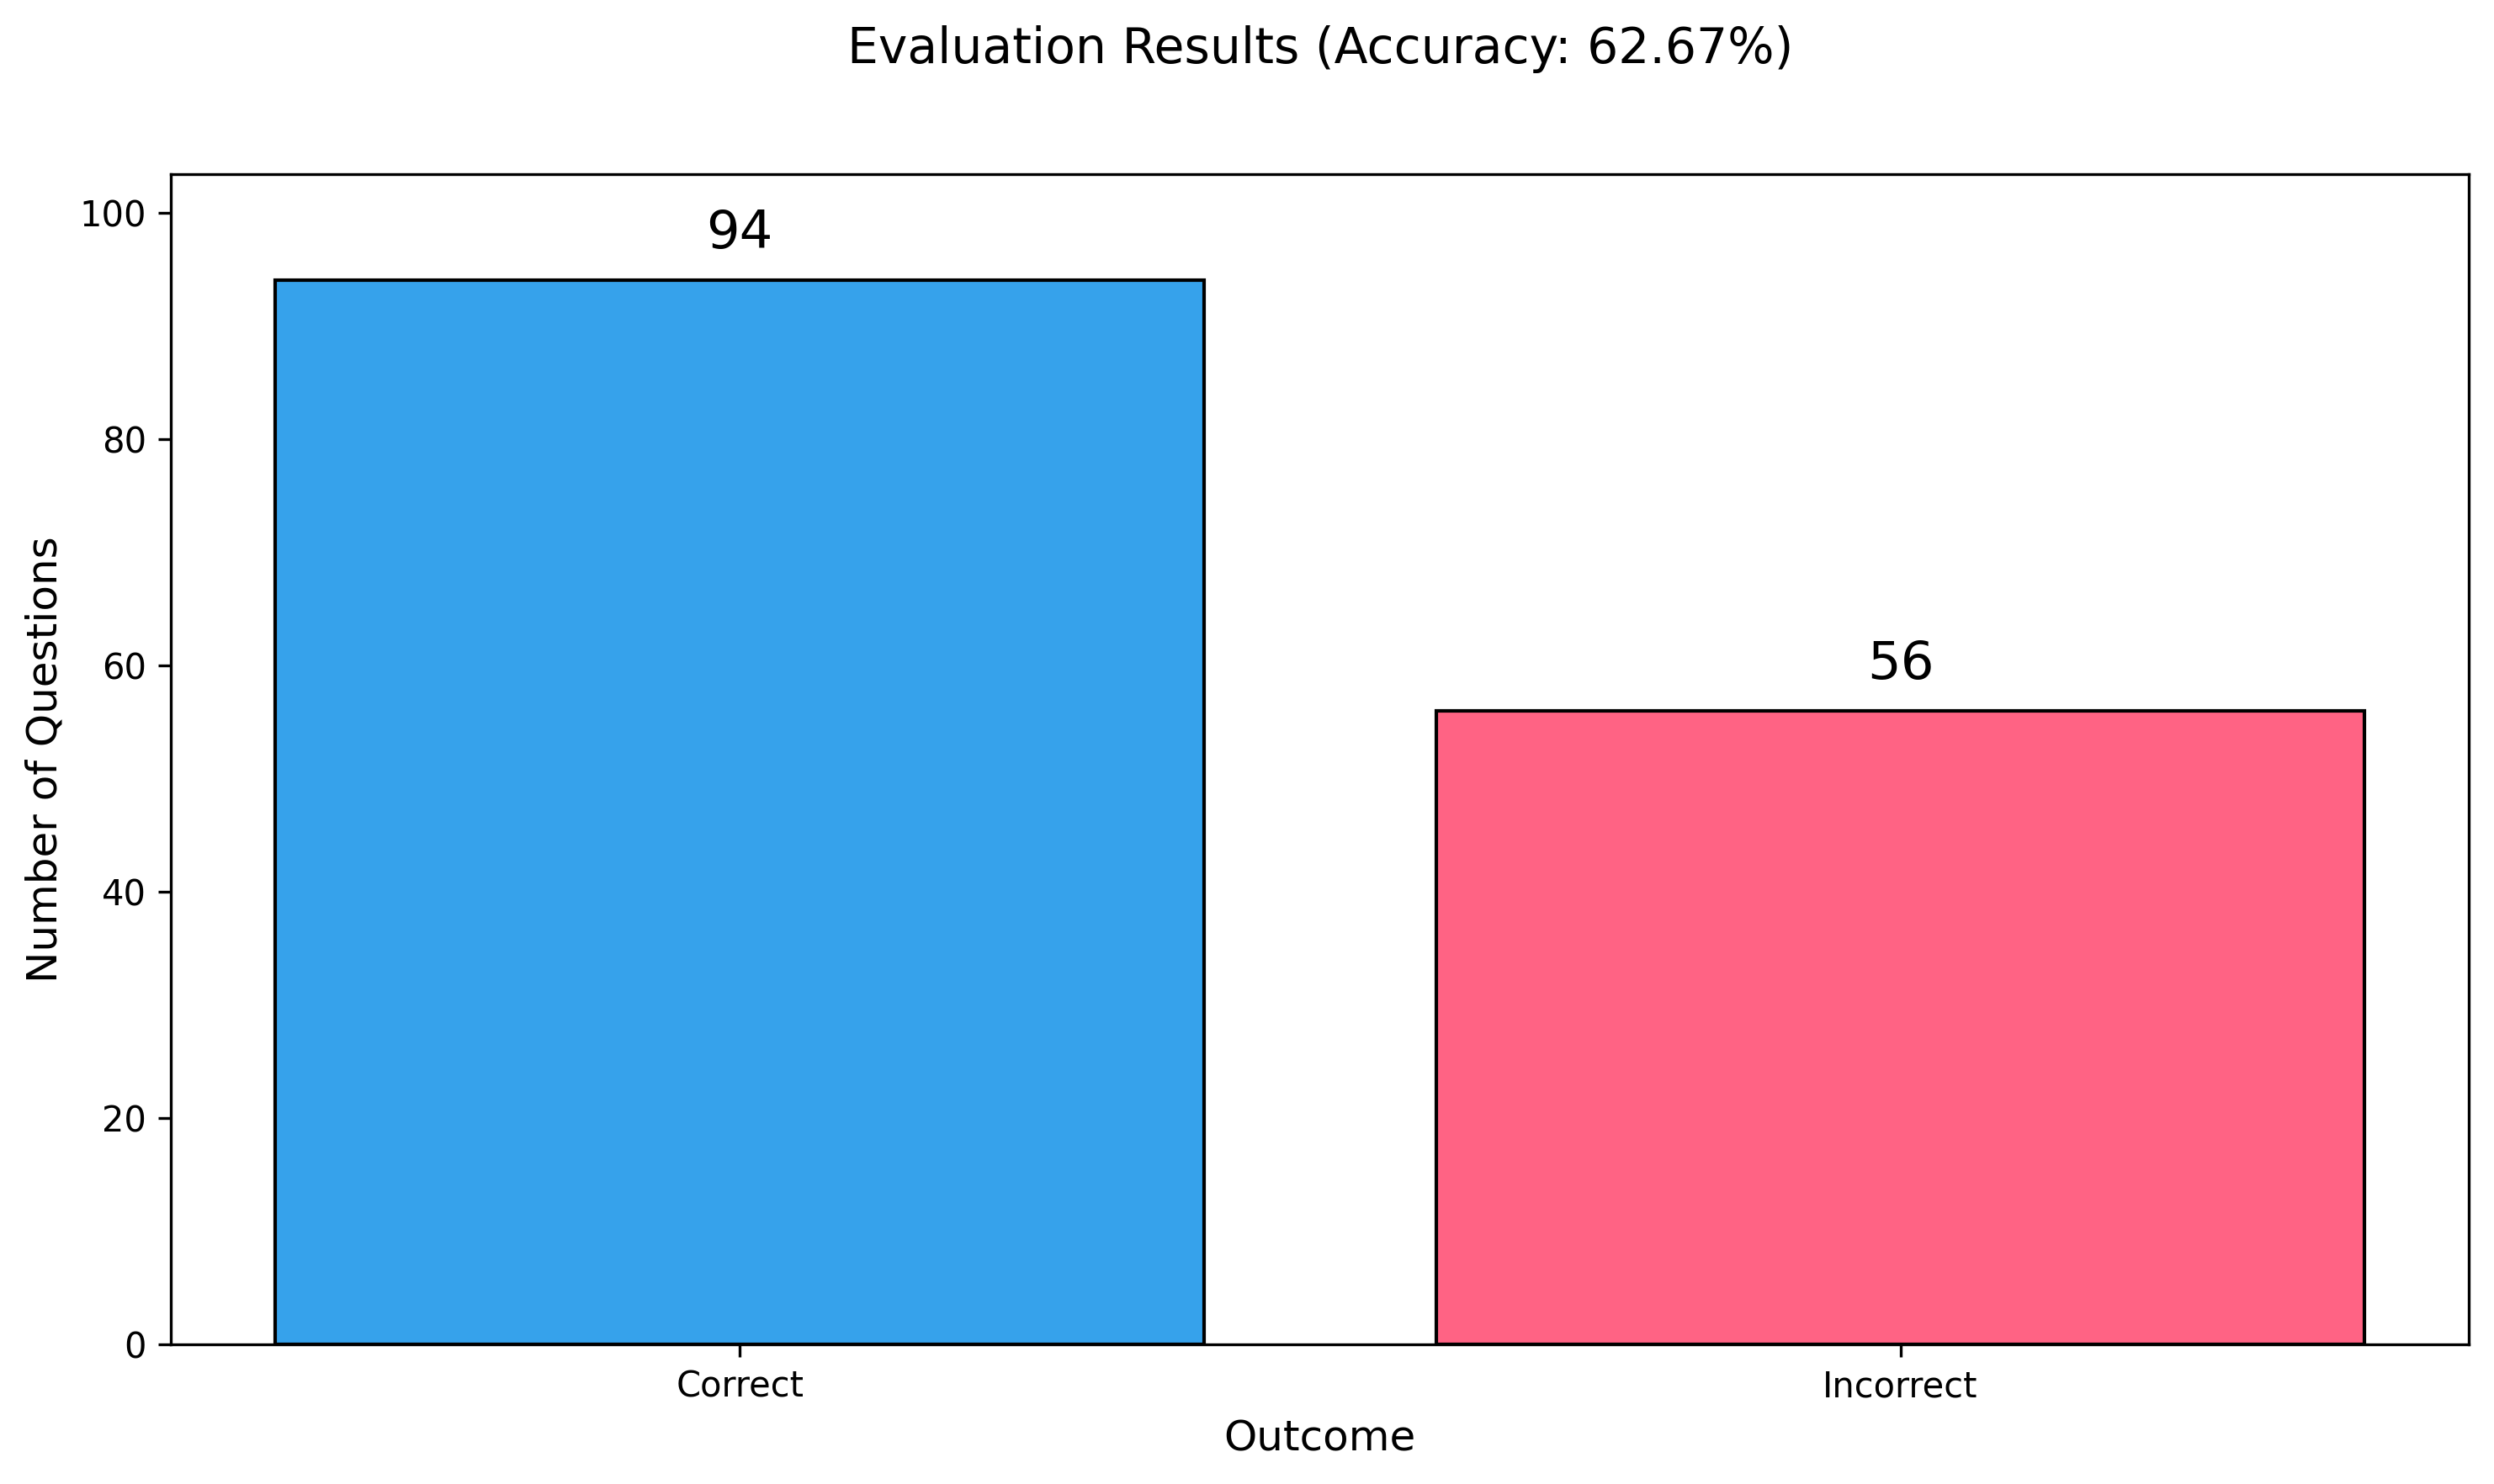 Evaluation Results (Accuracy: 62.67%)
100
80
60
40
20
0
Number of Questions
94
56
Correct
Incorrect
Outcome